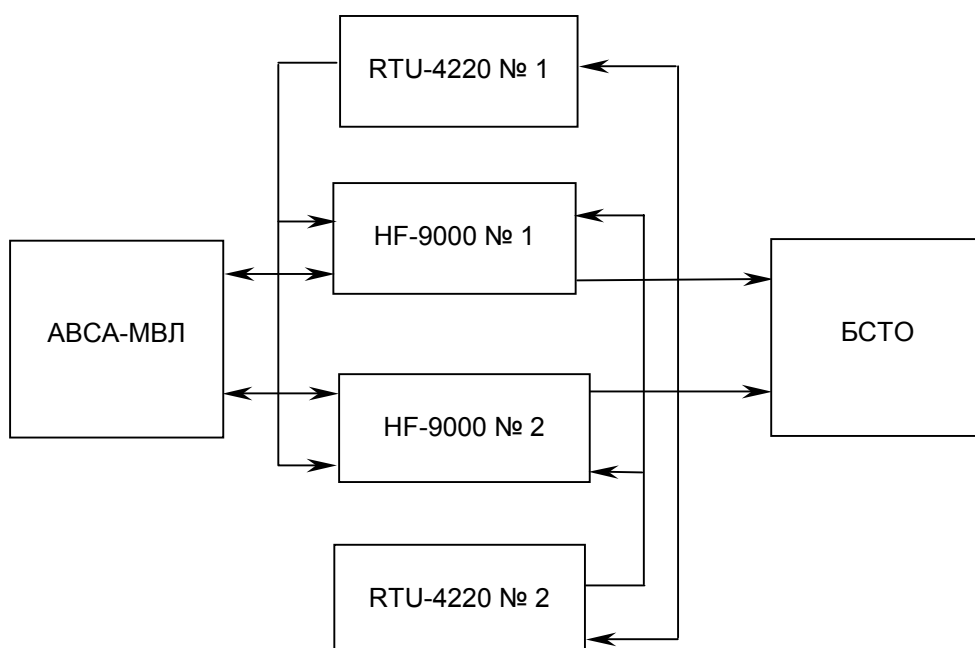 RTU-4220 № 1
HF-9000 № 1
АВСА-МВЛ
БСТО
HF-9000 № 2
RTU-4220 № 2